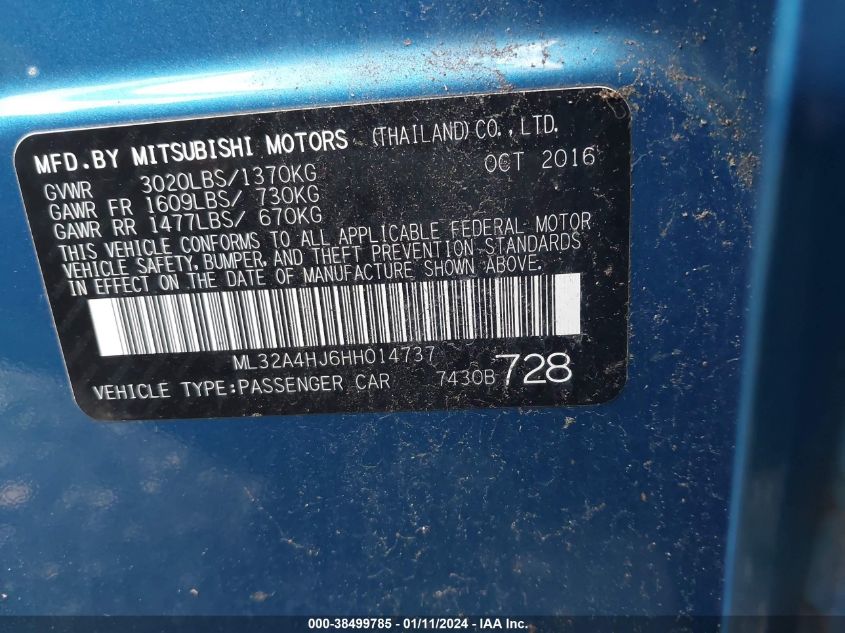 MFD.BY MITSUBISHI MOTORS (THAILAND) CO., LTD.
OCT 2016
GVWR 3020LBS/1370KG
GAWR FR 1609LBS/ 730KG
GAWR RR 1477LBS/ 670KG
THIS VEHICLE CONFORMS TO ALL APPLICABLE FEDERAL MOTOR
VEHICLE SAFETY, BUMPER, AND THEFT PREVENTION STANDARDS
IN EFFECT ON THE DATE OF MANUFACTURE SHOWN ABOVE.
ML32A4HJ6HH014737
VEHICLE TYPE:PASSENGER CAR 7430B 728
000-38499785 - 01/11/2024 - IAA Inc.